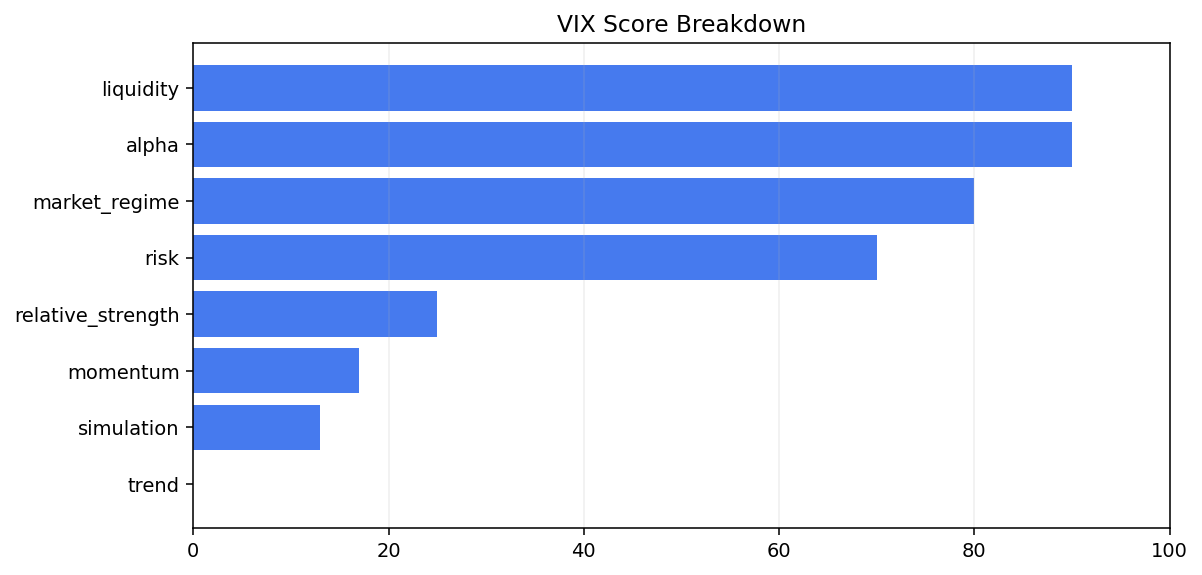 VIX Score Breakdown
liquidity
alpha
market_regime
risk
relative_strength
momentum
simulation
trend
0 20 40 60 80 100